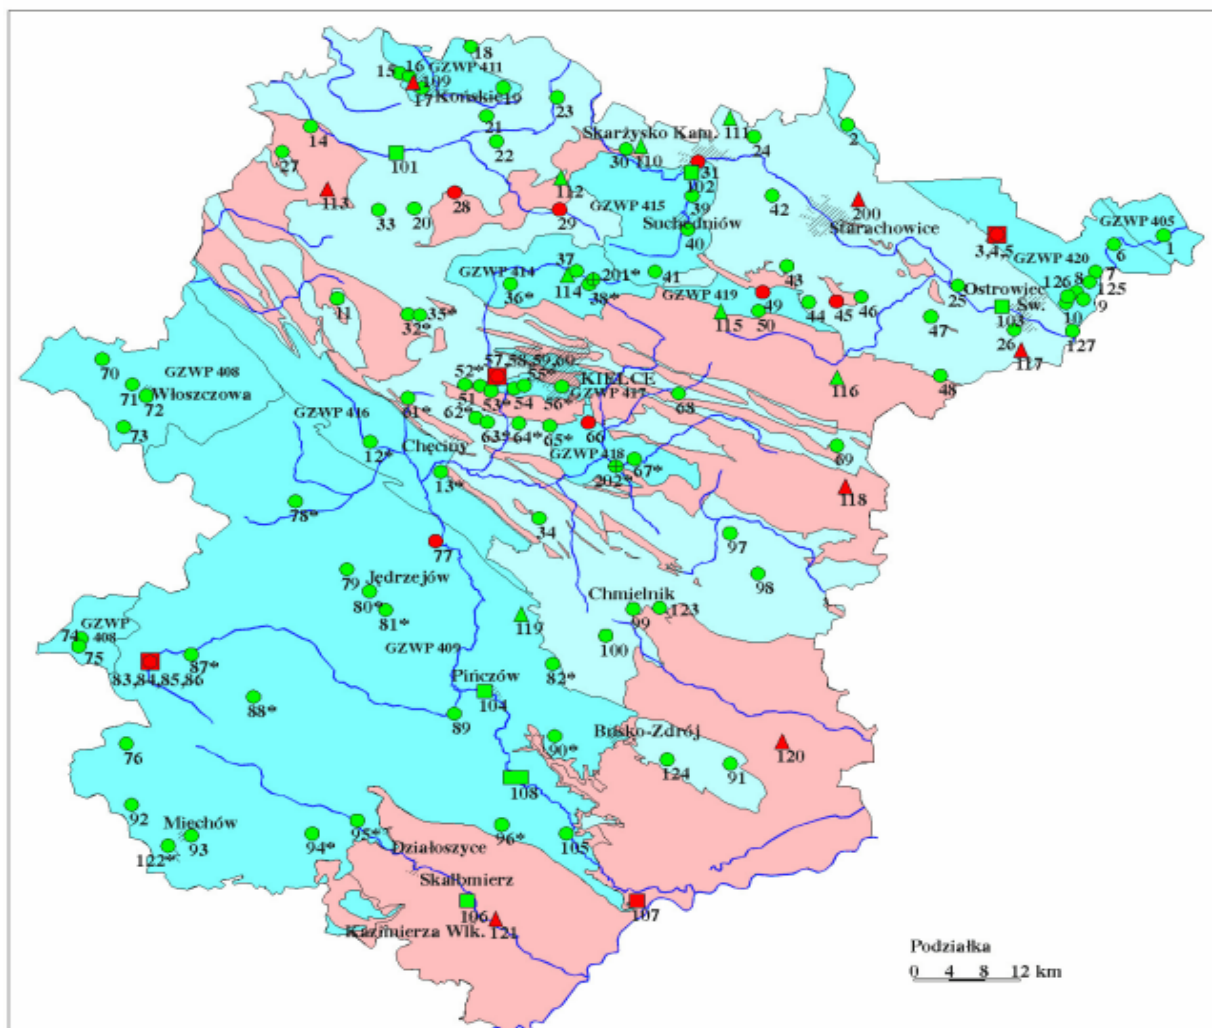 18
15 16 GZWP 411
109
17 Końskie 19
23
21
14
22
Skarżysko Kam.
111
24
2
27
101
30 110
31
102
112
113
28
33 20
29
GZWP 415
39
Suchedniów
40
42
200
Starachowice
3,4,5
GZWP 405
GZWP 420
6 1
7
126 8 125
9
10
127
25 Ostrowiec
Św.
103
26
117
37
GZWP 414
114
201*
36* 38*
41
43
GZWP 419
49
50
44 45 46
47
115
11
32* 35*
48
116
70
GZWP 408
71 Włoszczowa
72
73
57,58,59,60
52* 55* KIELCE
51 53* 54 56* GZWP 417
68
61*
GZWP 416
62* 63* 64* 65* 66
Chęciny
12*
GZWP 418
67*
202*
69
118
13*
78*
34
97
77
79 Jędrzejów
80*
81*
98
Chmielnik
123
99
119
100
GZWP
408
74
75
GZWP 409
87*
83,84,85,86
82*
Pińczów
104
88*
89
76
90*
Busko-Zdrój
124 91
120
108
92
Miechów
93
122*
94* 95* 96*
105
Działoszyce
Skałbmierz
106
107
Kazimierza Wlk. 121
Podziałka
0 4 8 12 km